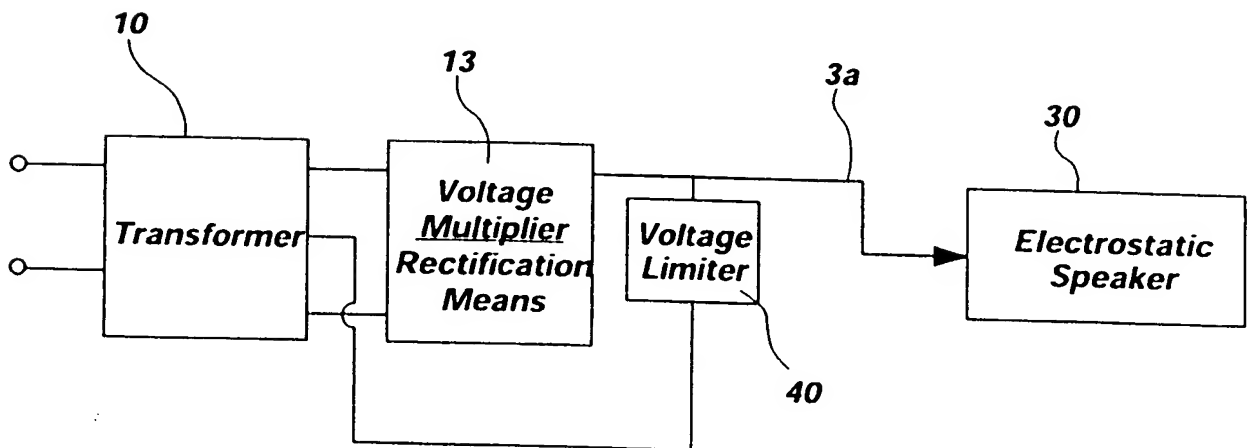 10
13
3a
30
Transformer
Voltage
Multiplier
Rectification
Means
Voltage
Limiter
Electrostatic
Speaker
40